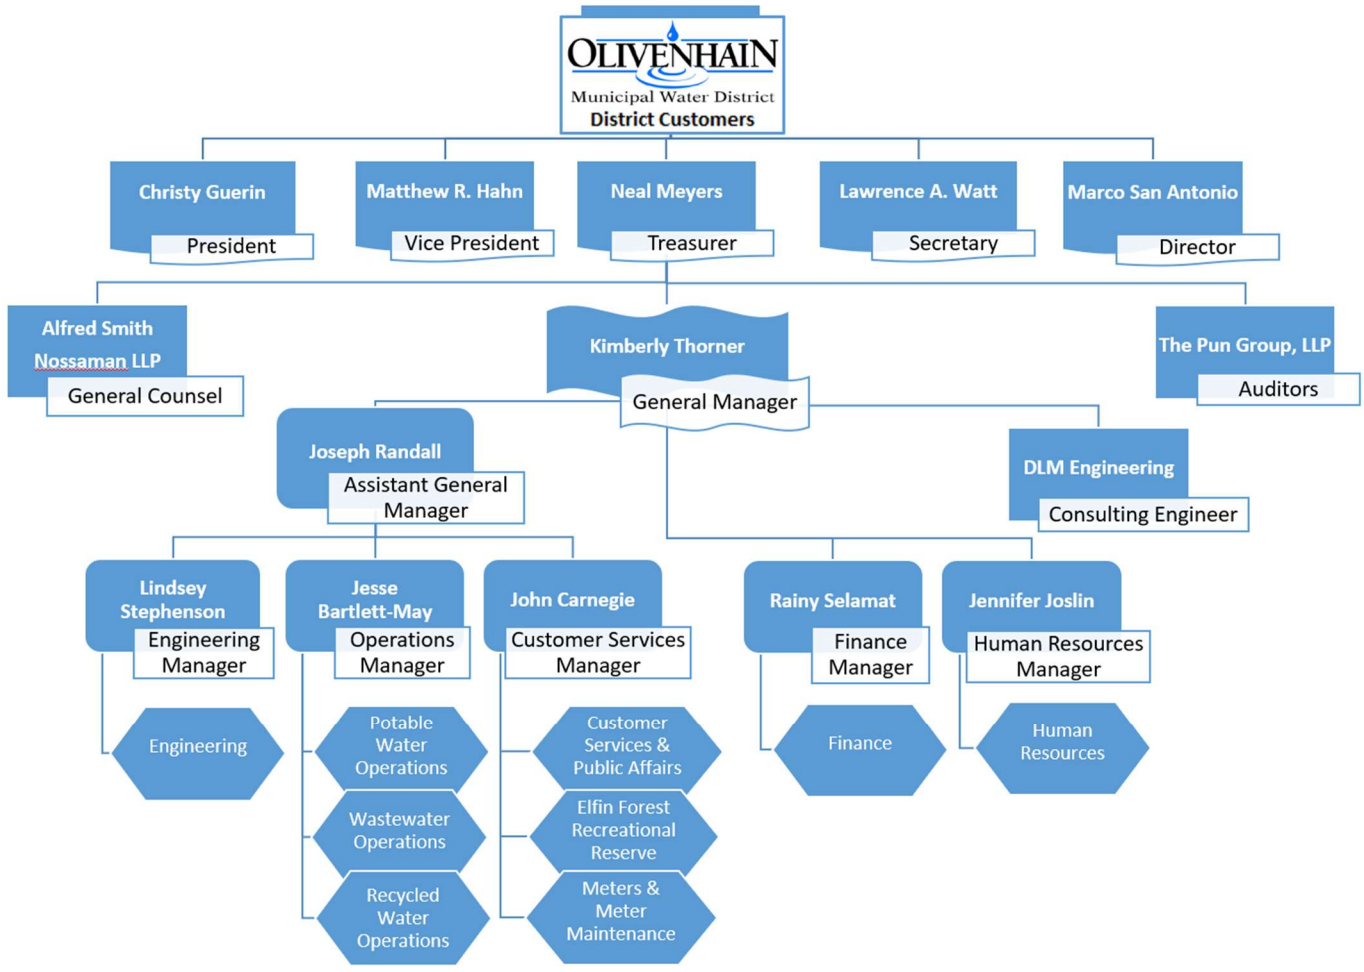 OLIVENHAIN
Municipal Water District
District Customers
Christy Guerin
President
Matthew R. Hahn
Vice President
Neal Meyers
Treasurer
Lawrence A. Watt
Secretary
Marco San Antonio
Director
Alfred Smith
Nossaman LLP
General Counsel
Kimberly Thorner
General Manager
The Pun Group, LLP
Auditors
Joseph Randall
Assistant General
Manager
DLM Engineering
Consulting Engineer
Lindsey
Stephenson
Engineering
Manager
Jesse
Bartlett-May
Operations
Manager
John Carnegie
Customer Services
Manager
Rainy Selamat
Finance
Manager
Jennifer Joslin
Human Resources
Manager
Engineering
Potable
Water
Operations
Wastewater
Operations
Recycled
Water
Operations
Customer
Services &
Public Affairs
Elfin Forest
Recreational
Reserve
Meters &
Meter
Maintenance
Finance
Human
Resources